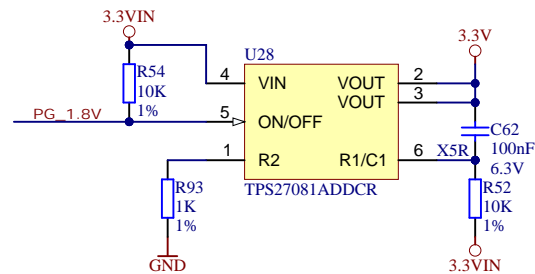 3.3VIN
3.3V
U28
R54
10K
1%
4
VIN
VOUT
2
VOUT
3
PG_1.8V
5
ON/OFF
C62
100nF
6.3V
1
R2
R1/C1
6
X5R
TPS27081ADDCR
R93
1K
1%
R52
10K
1%
GND
3.3VIN